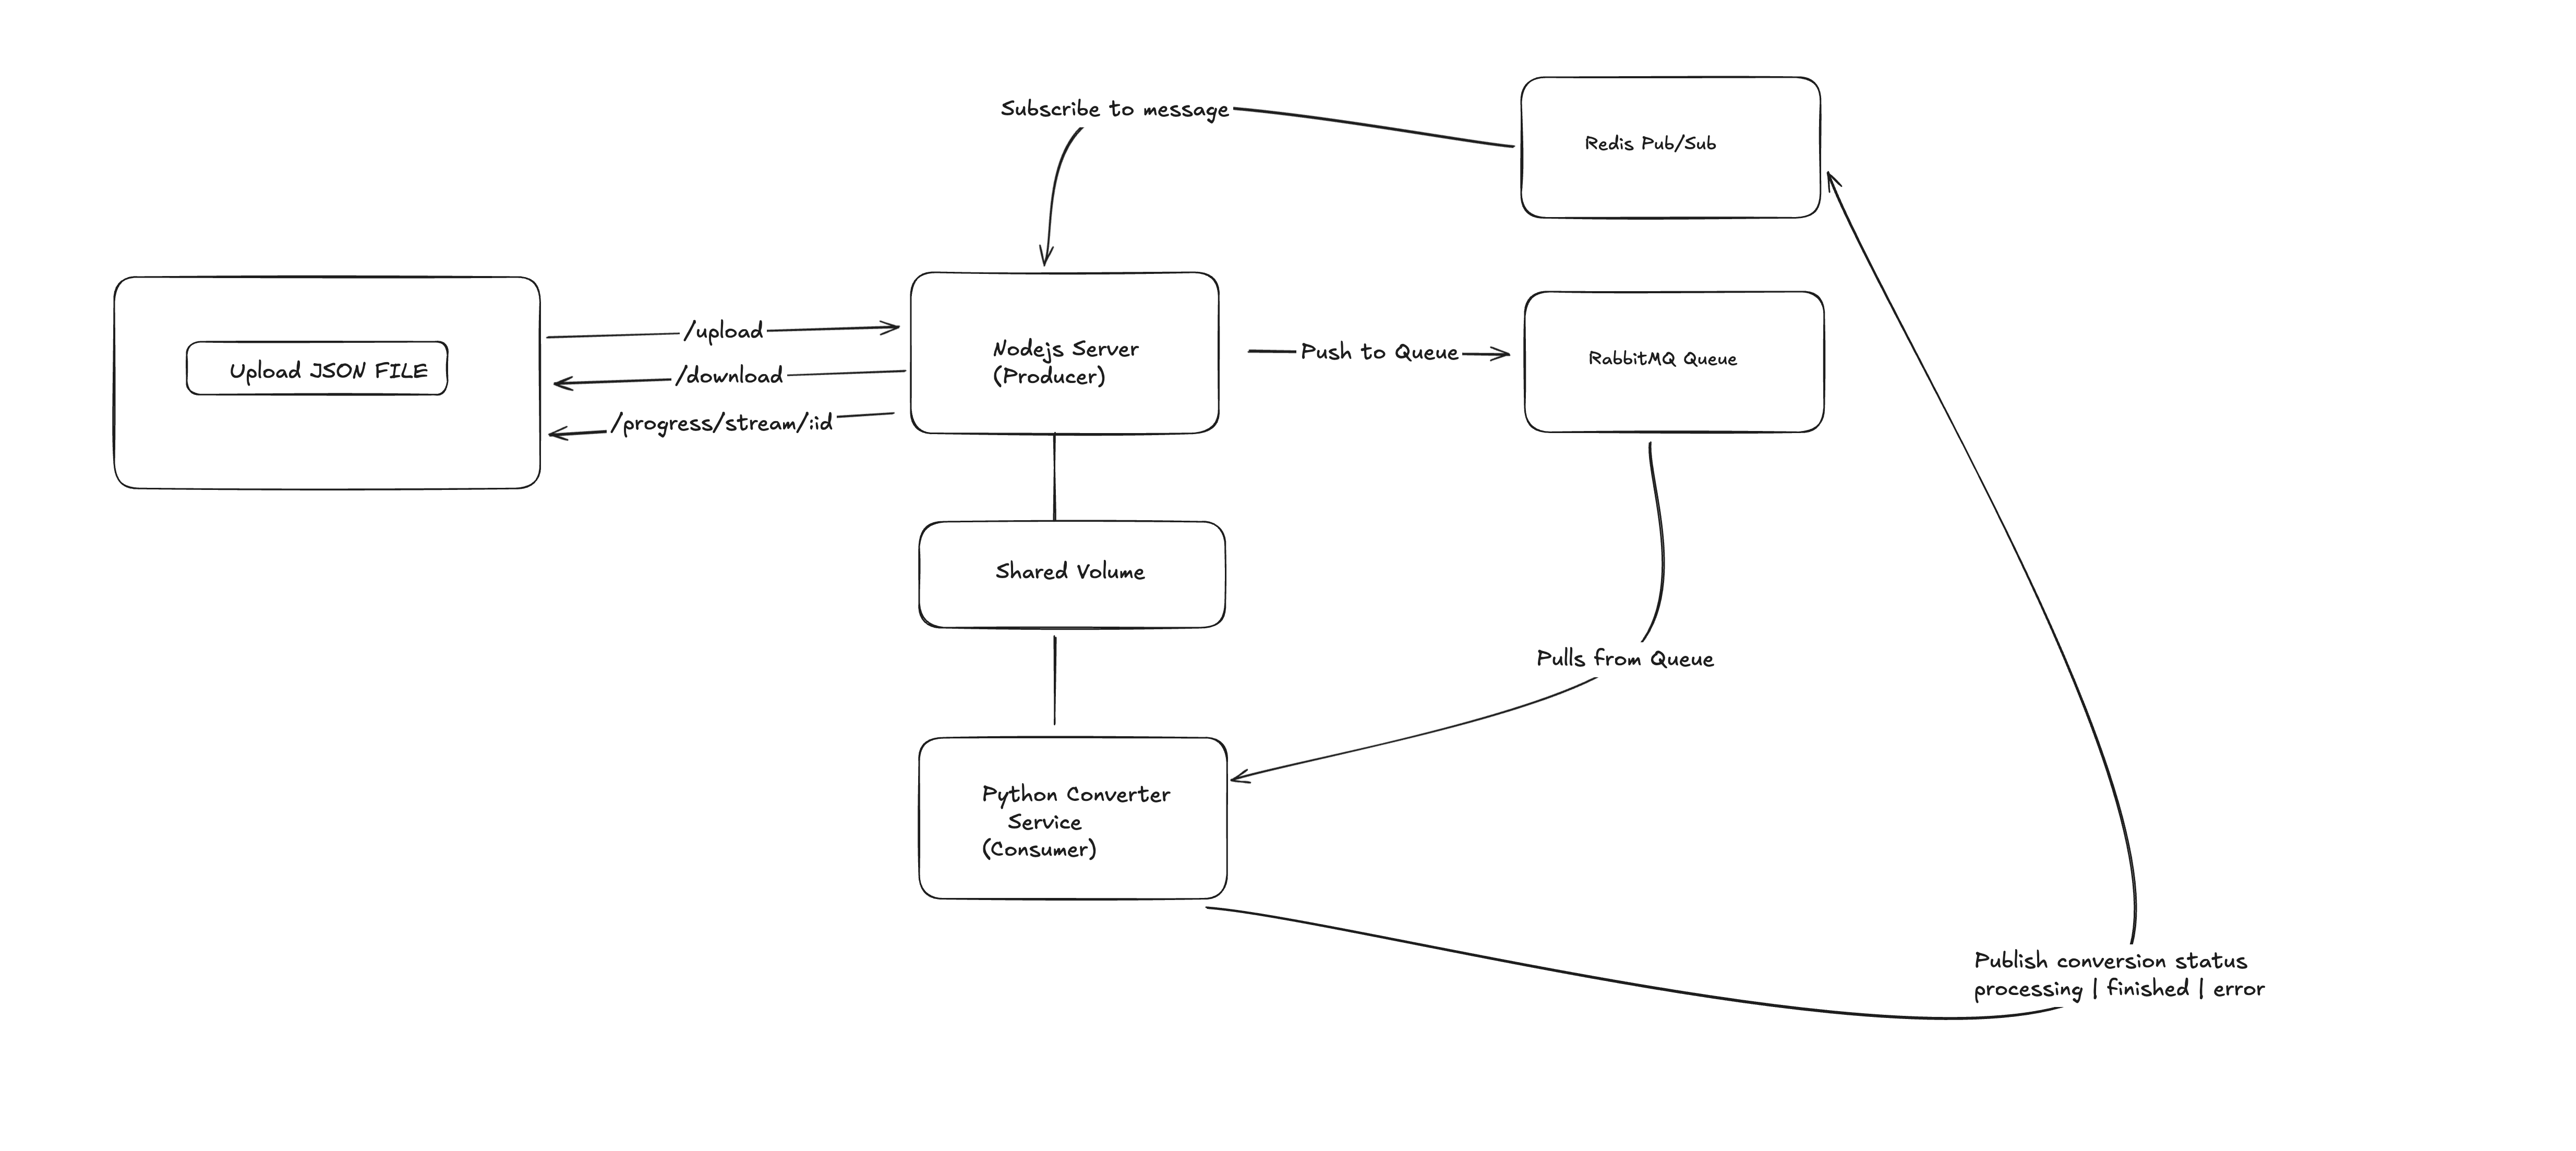 Subscribe to message
Redis Pub/Sub
/upload
Nodejs Server
(Producer)
Push to Queue
RabbitMQ Queue
Upload JSON FILE
/download
/progress/stream/:id
Shared Volume
Pulls from Queue
Python Converter
Service
(Consumer)
Publish conversion status
processing | finished | error